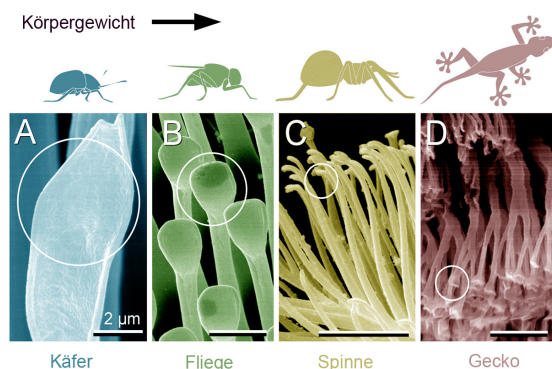 Körpergewicht
A
B
C
D
2 µm
Käfer
Fliege
Spinne
Gecko